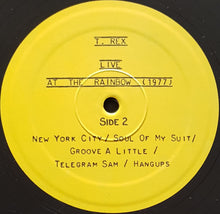 T. REX
LIVE
AT THE RAINBOW (1977)
SIDE 2
NEW YORK CITY/ SOUL OF MY SUIT/
GROOVE A LITTLE /
TELEGRAM SAM / HANGUPS